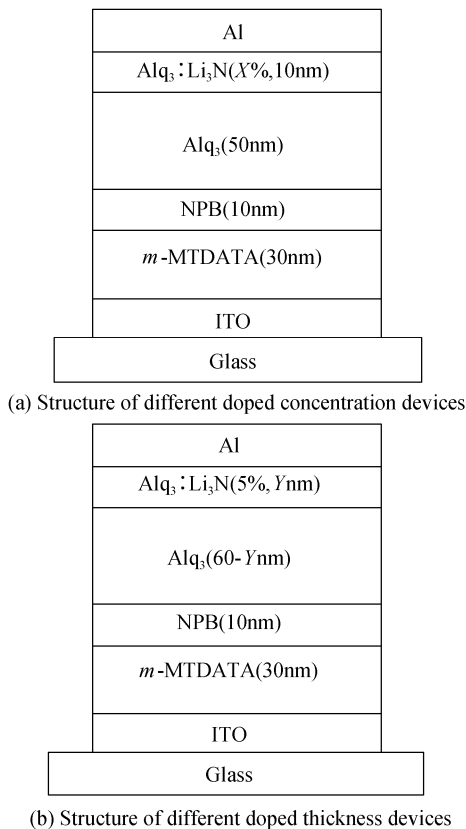 Al
Alq₃∶Li₃N(X%,10nm)
Alq₃(50nm)
NPB(10nm)
m-MTDATA(30nm)
ITO
Glass
(a) Structure of different doped concentration devices
Al
Alq₃∶Li₃N(5%,Ynm)
Alq₃(60-Ynm)
NPB(10nm)
m-MTDATA(30nm)
ITO
Glass
(b) Structure of different doped thickness devices